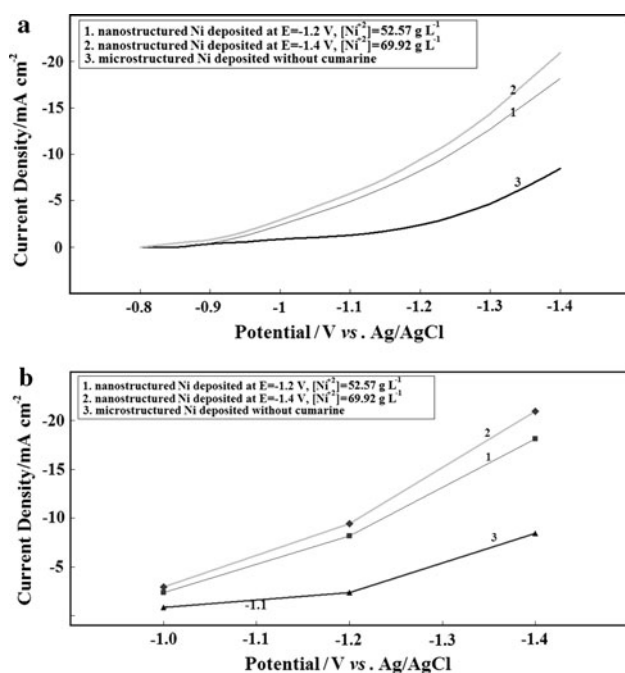 a
1. nanostructured Ni deposited at E=-1.2 V, [Ni+2]=52.57 g L-1
2. nanostructured Ni deposited at E=-1.4 V, [Ni+2]=69.92 g L-1
3. microstructured Ni deposited without cumarine
Current Density/mA cm-2
-20
-15
-10
-5
0
2
1
3
-0.8 -0.9 -1 -1.1 -1.2 -1.3 -1.4
Potential / V vs. Ag/AgCl
b
1. nanostructured Ni deposited at E=-1.2 V, [Ni+2]=52.57 g L-1
2. nanostructured Ni deposited at E=-1.4 V, [Ni+2]=69.92 g L-1
3. microstructured Ni deposited without cumarine
Current Density/mA cm-2
-20
-15
-10
-5
2
1
3
-1.1
-1.0 -1.1 -1.2 -1.3 -1.4
Potential / V vs. Ag/AgCl